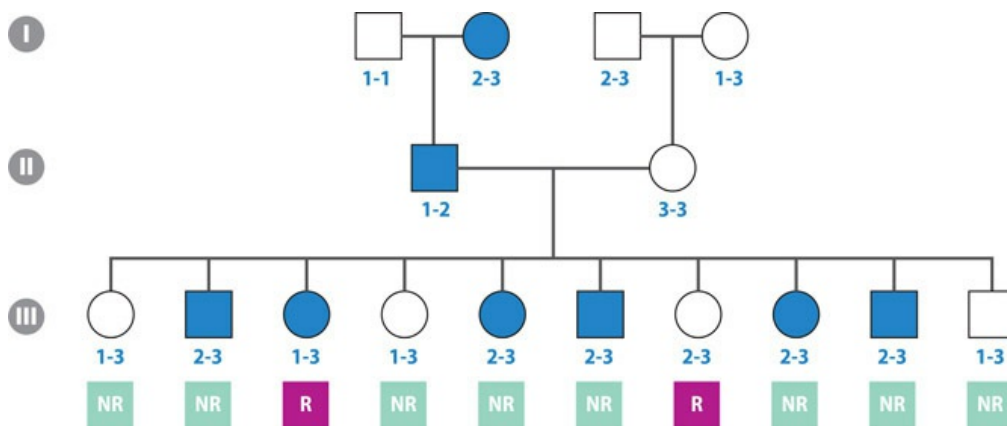 I
1-1 2-3 2-3 1-3
II
1-2 3-3
III
1-3 2-3 1-3 1-3 2-3 2-3 2-3 2-3 2-3 1-3
NR NR R NR NR NR R NR NR NR